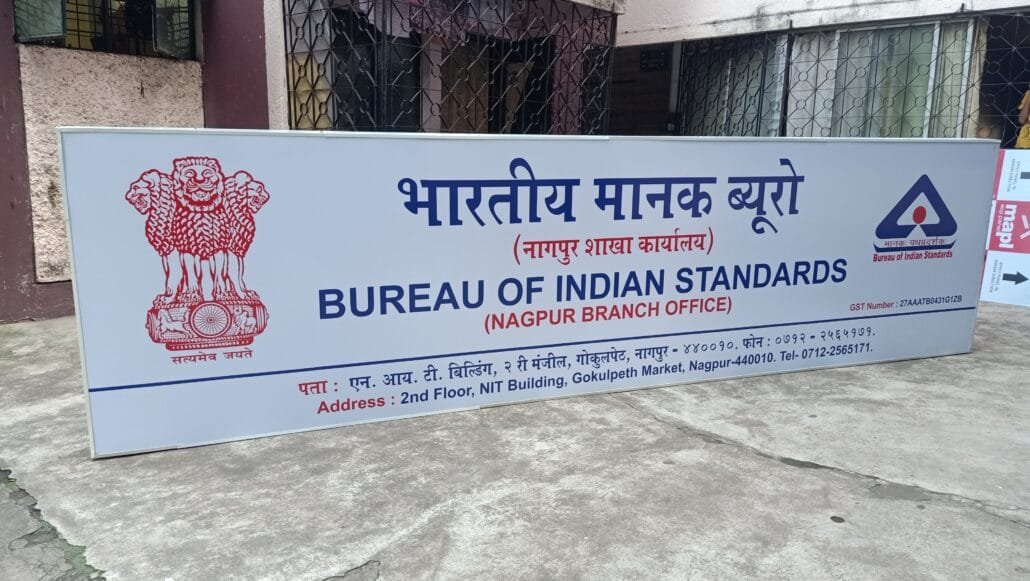 भारतीय मानक ब्यूरो
(नागपुर शाखा कार्यालय)
BUREAU OF INDIAN STANDARDS
(NAGPUR BRANCH OFFICE)
सत्यमेव जयते
मानकः पथप्रदर्शकः
Bureau of Indian Standards
GST Number : 27AAATB0431G1ZB
पता : एन. आय. टी. बिल्डिंग, २ री मंजील, गोकुलपेठ, नागपुर - ४४००१०. फोन : ०७१२ - २५६५१७१.
Address : 2nd Floor, NIT Building, Gokulpeth Market, Nagpur-440010. Tel- 0712-2565171.
mapl